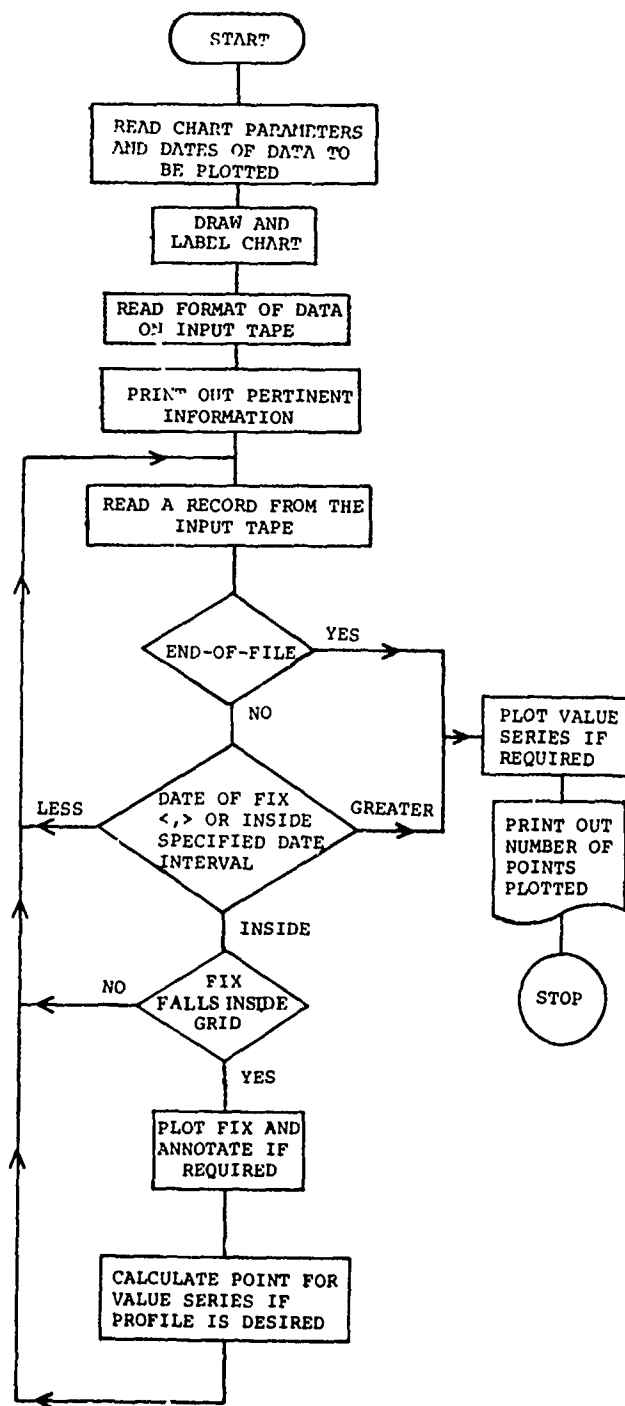 START
READ CHART PARAMETERS
AND DATES OF DATA TO
BE PLOTTED
DRAW AND
LABEL CHART
READ FORMAT OF DATA
ON INPUT TAPE
PRINT OUT PERTINENT
INFORMATION
READ A RECORD FROM THE
INPUT TAPE
END-OF-FILE
YES
NO
PLOT VALUE
SERIES IF
REQUIRED
LESS
DATE OF FIX
<,> OR INSIDE
SPECIFIED DATE
INTERVAL
GREATER
PRINT OUT
NUMBER OF
POINTS
PLOTTED
INSIDE
NO
FIX
FALLS INSIDE
GRID
STOP
YES
PLOT FIX AND
ANNOTATE IF
REQUIRED
CALCULATE POINT FOR
VALUE SERIES IF
PROFILE IS DESIRED